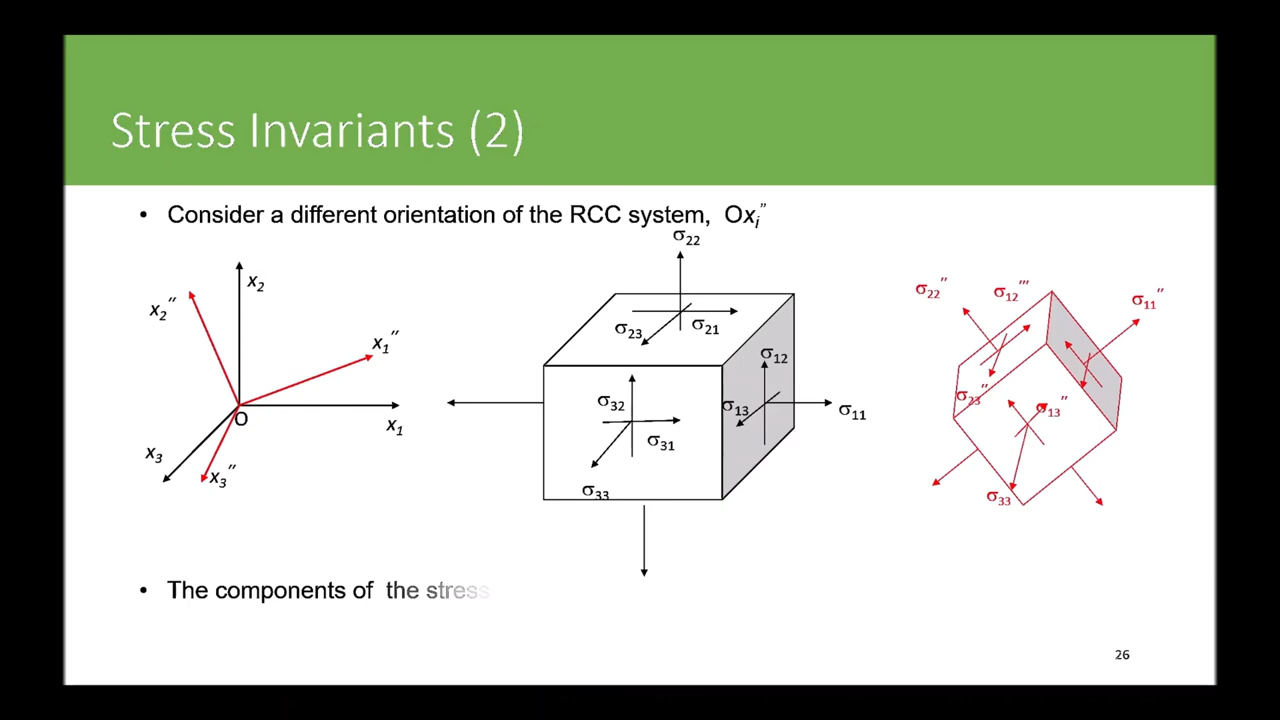 Stress Invariants (2)
• Consider a different orientation of the RCC system, Oxᵢ”
x₂
x₂″
x₁″
O
x₁
x₃
x₃″
σ₂₂
σ₂₃
σ₂₁
σ₁₂
σ₃₂
σ₁₃
σ₁₁
σ₃₁
σ₃₃
σ₂₂″
σ₁₂‴
σ₁₁″
σ₂₃″
σ₁₃″
σ₃₃
• The components of the stress
26